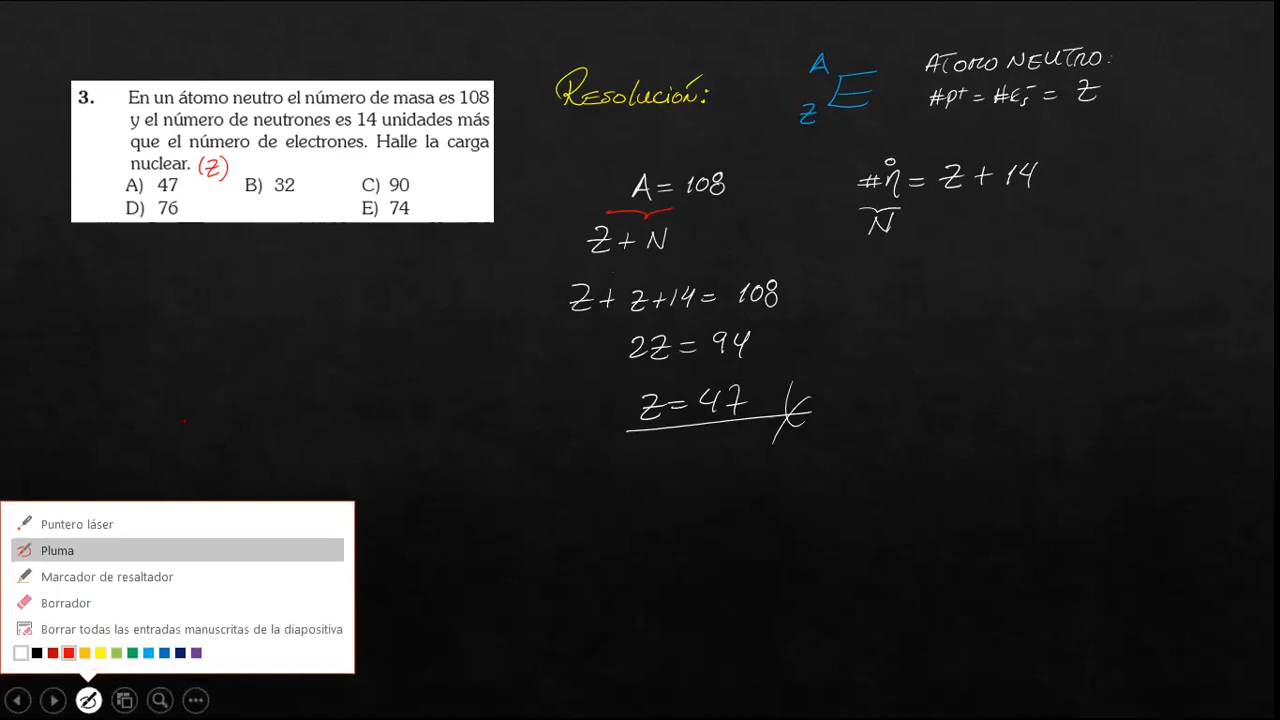 3. En un átomo neutro el número de masa es 108
y el número de neutrones es 14 unidades más
que el número de electrones. Halle la carga
nuclear. (Z)
A) 47 B) 32 C) 90
D) 76 E) 74
RESOLUCIÓN:
A
Z
E
ATOMO NEUTRO:
#p+ = #es- = Z
A = 108
Z + N
#n° = Z + 14
N
Z + Z + 14 = 108
2Z = 94
Z = 47
Puntero láser
Pluma
Marcador de resaltador
Borrador
Borrar todas las entradas manuscritas de la diapositiva